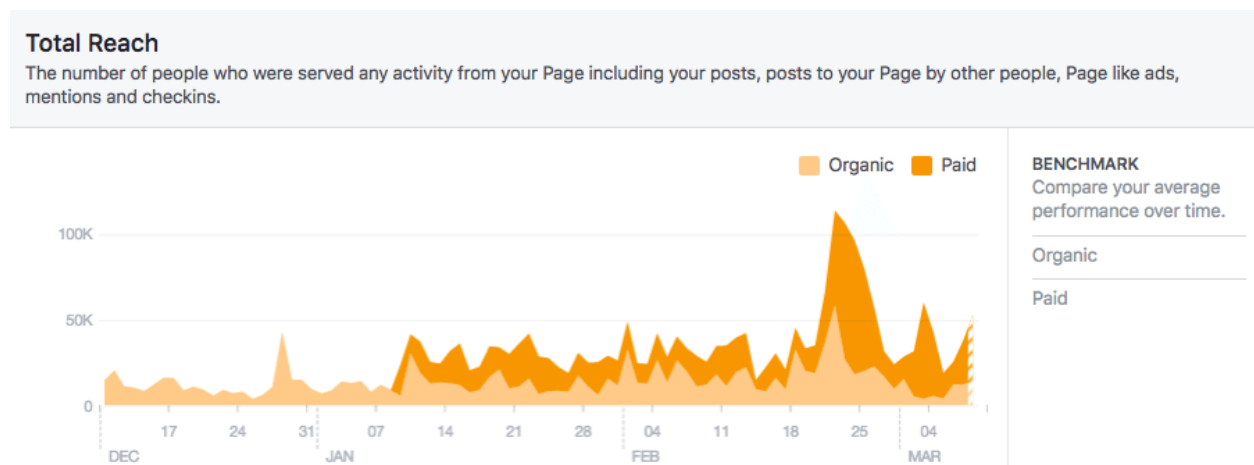 Total Reach
The number of people who were served any activity from your Page including your posts, posts to your Page by other people, Page like ads,
mentions and checkins.
Organic Paid
100K
50K
0
17 24 31 07 14 21 28 04 11 18 25 04
DEC JAN FEB MAR
BENCHMARK
Compare your average
performance over time.
Organic
Paid